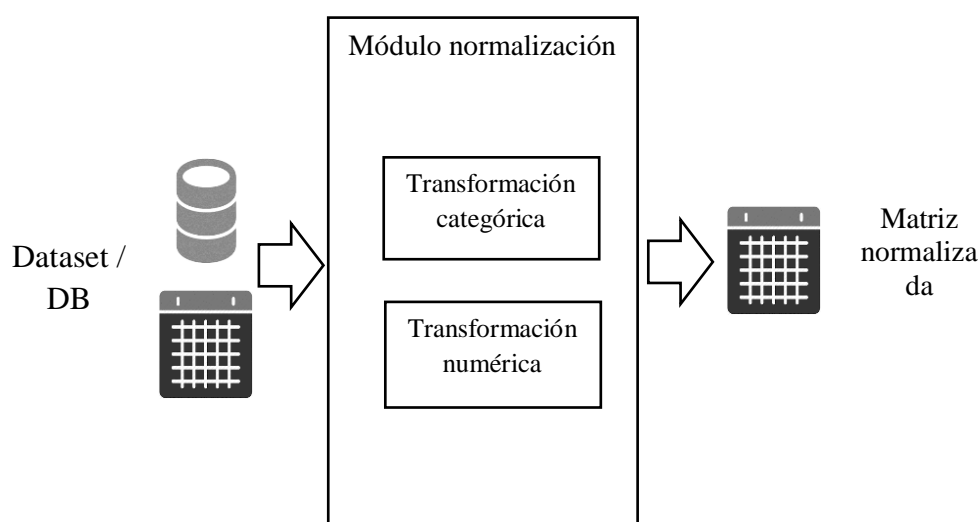 Módulo normalización
Transformación
categórica
Dataset /
DB
Transformación
numérica
Matriz
normaliza
da